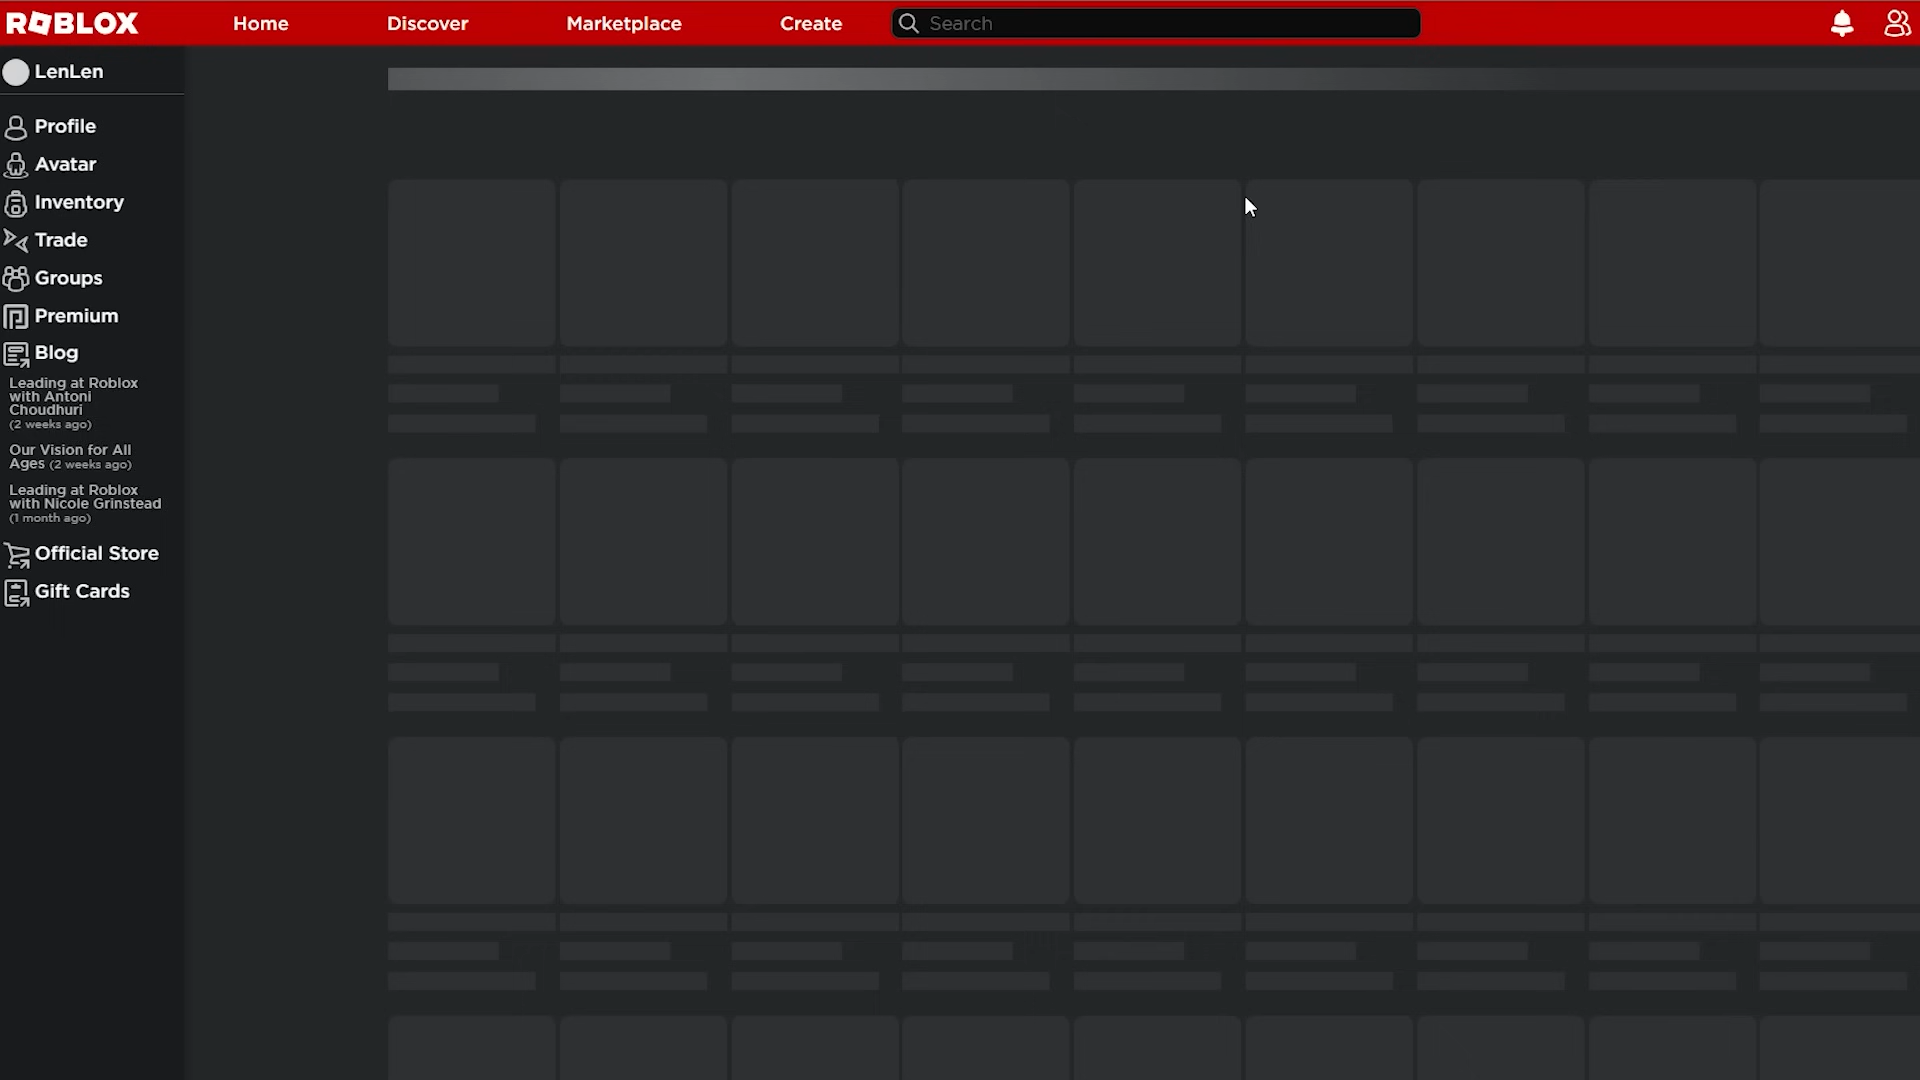 ROBLOX
Home
Discover
Marketplace
Create
Search
LenLen
Profile
Avatar
Inventory
Trade
Groups
Premium
Blog
Leading at Roblox
with Antoni
Choudhuri
(2 weeks ago)
Our Vision for All
Ages (2 weeks ago)
Leading at Roblox
with Nicole Grinstead
(1 month ago)
Official Store
Gift Cards